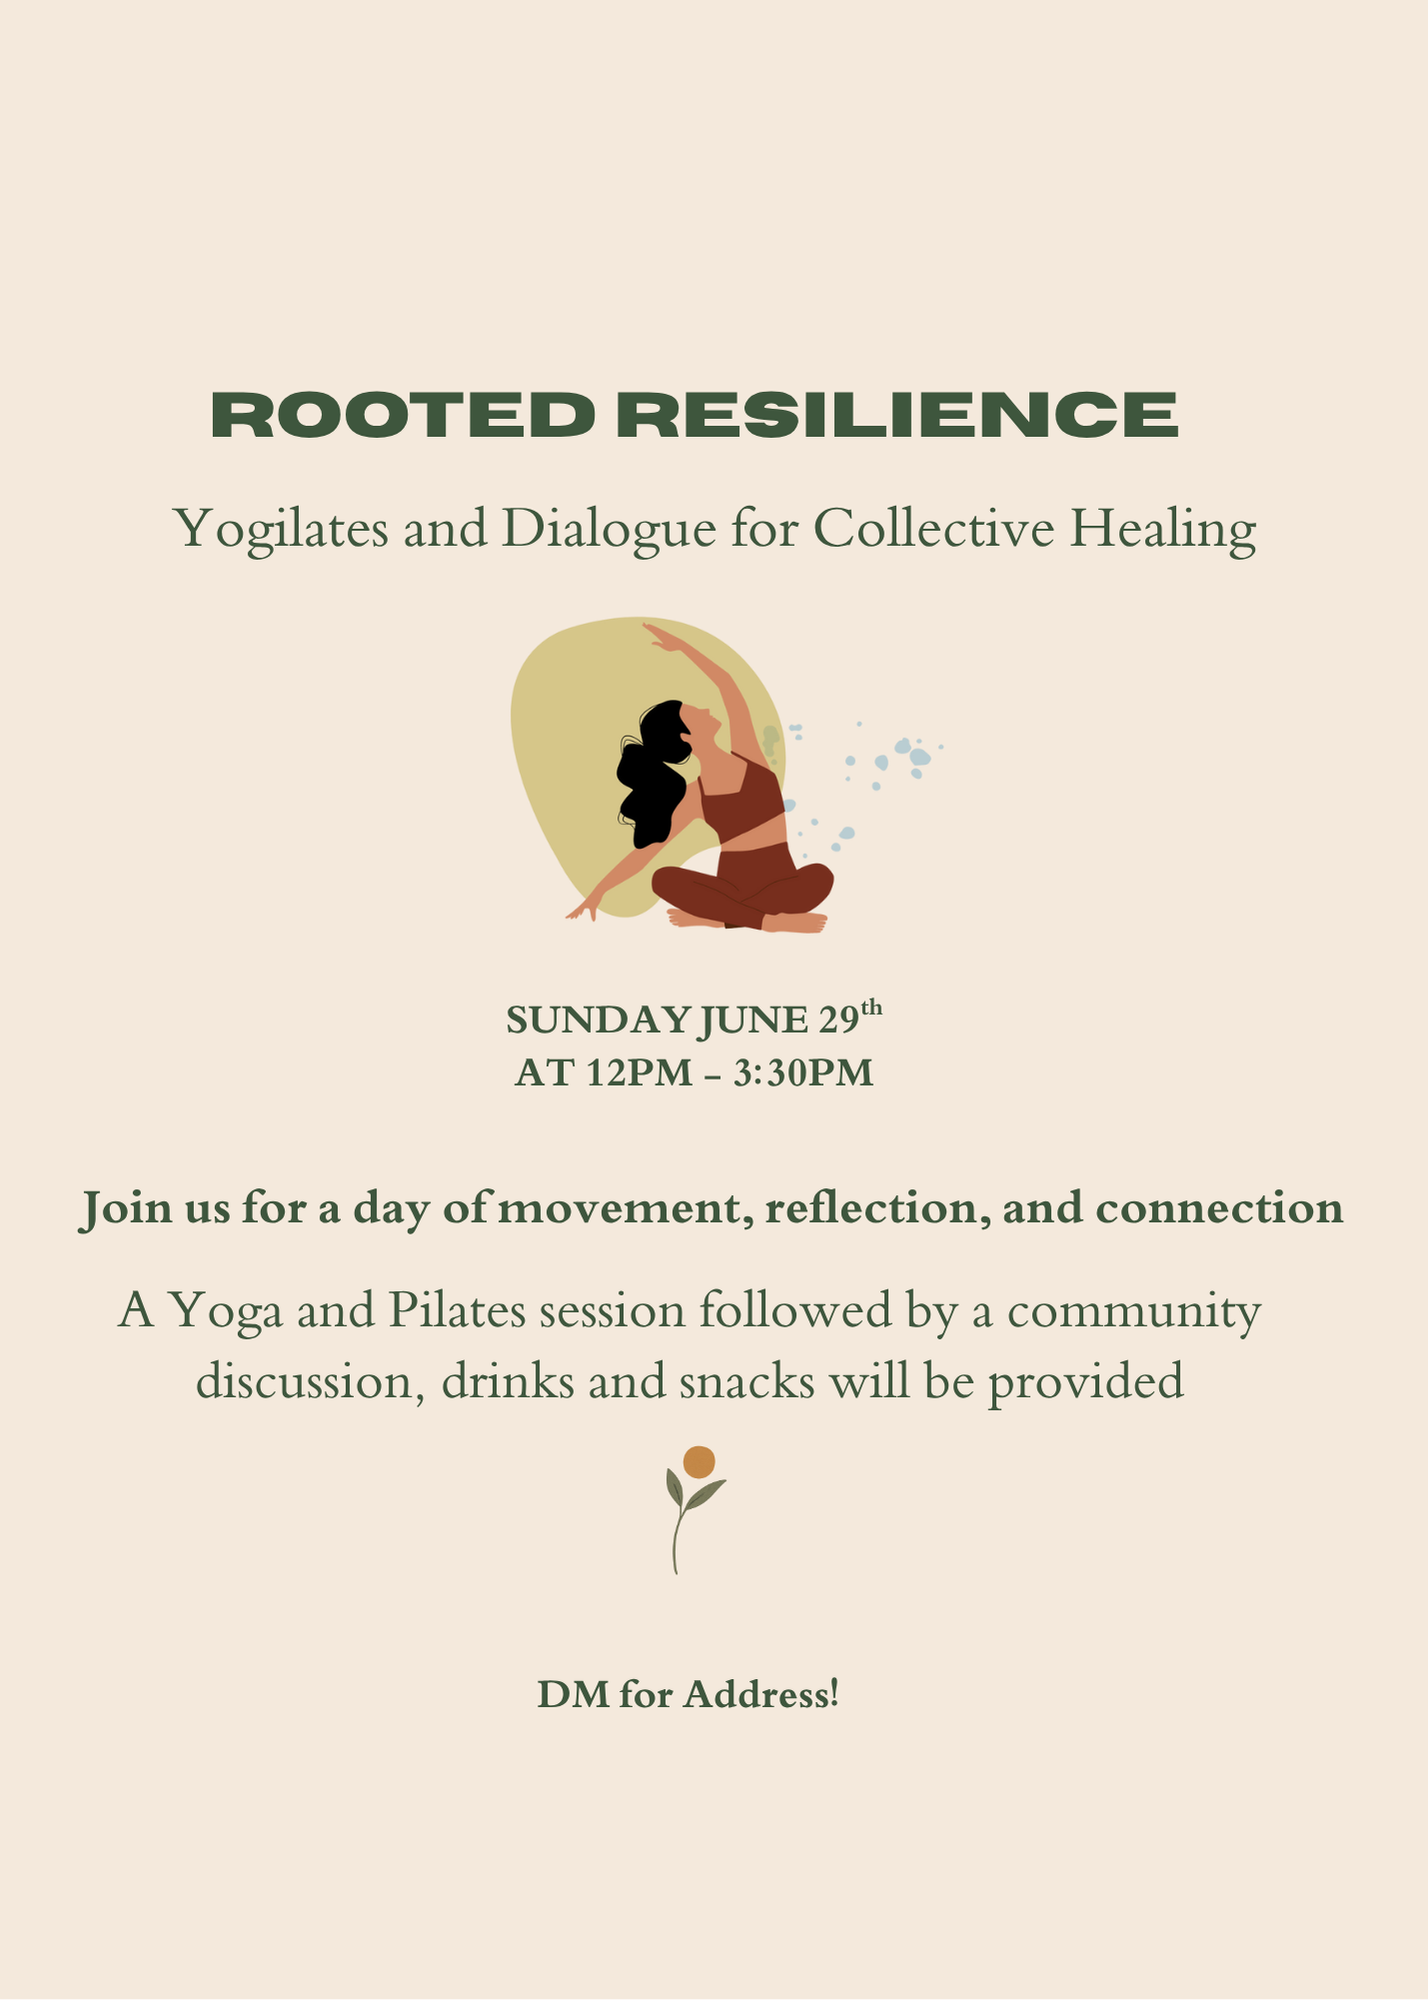 ROOTED RESILIENCE
Yogilates and Dialogue for Collective Healing
SUNDAY JUNE 29th
AT 12PM – 3:30PM
Join us for a day of movement, reflection, and connection
A Yoga and Pilates session followed by a community
discussion, drinks and snacks will be provided
DM for Address!